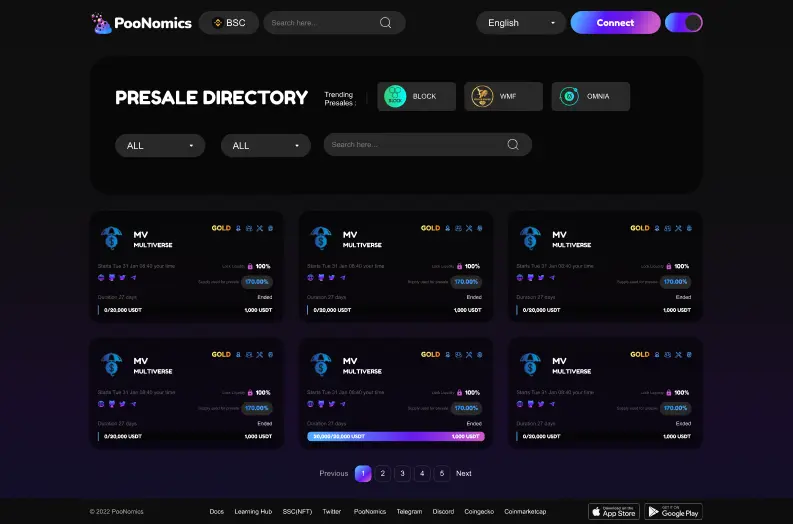 PooNomics BSC Search here... English Connect
PRESALE DIRECTORY Trending Presales : BLOCK WMF OMNIA
ALL ALL Search here...
MV GOLD
MULTIVERSE
Starts Tue 31 Jan 08:40 your time Lock Liquidity 100%
Supply used for presale 170.00%
Duration 27 days Ended
0/20,000 USDT 1,000 USDT
MV GOLD
MULTIVERSE
Starts Tue 31 Jan 08:40 your time Lock Liquidity 100%
Supply used for presale 170.00%
Duration 27 days Ended
0/20,000 USDT 1,000 USDT
MV GOLD
MULTIVERSE
Starts Tue 31 Jan 08:40 your time Lock Liquidity 100%
Supply used for presale 170.00%
Duration 27 days Ended
0/20,000 USDT 1,000 USDT
MV GOLD
MULTIVERSE
Starts Tue 31 Jan 08:40 your time Lock Liquidity 100%
Supply used for presale 170.00%
Duration 27 days Ended
0/20,000 USDT 1,000 USDT
MV GOLD
MULTIVERSE
Starts Tue 31 Jan 08:40 your time Lock Liquidity 100%
Supply used for presale 170.00%
Duration 27 days Ended
20,000/20,000 USDT 1,000 USDT
MV GOLD
MULTIVERSE
Starts Tue 31 Jan 08:40 your time Lock Liquidity 100%
Supply used for presale 170.00%
Duration 27 days Ended
0/20,000 USDT 1,000 USDT
Previous 1 2 3 4 5 Next
© 2022 PooNomics Docs Learning Hub SSC(NFT) Twitter PooNomics Telegram Discord Coingecko Coinmarketcap
Download on the App Store
GET IT ON Google Play